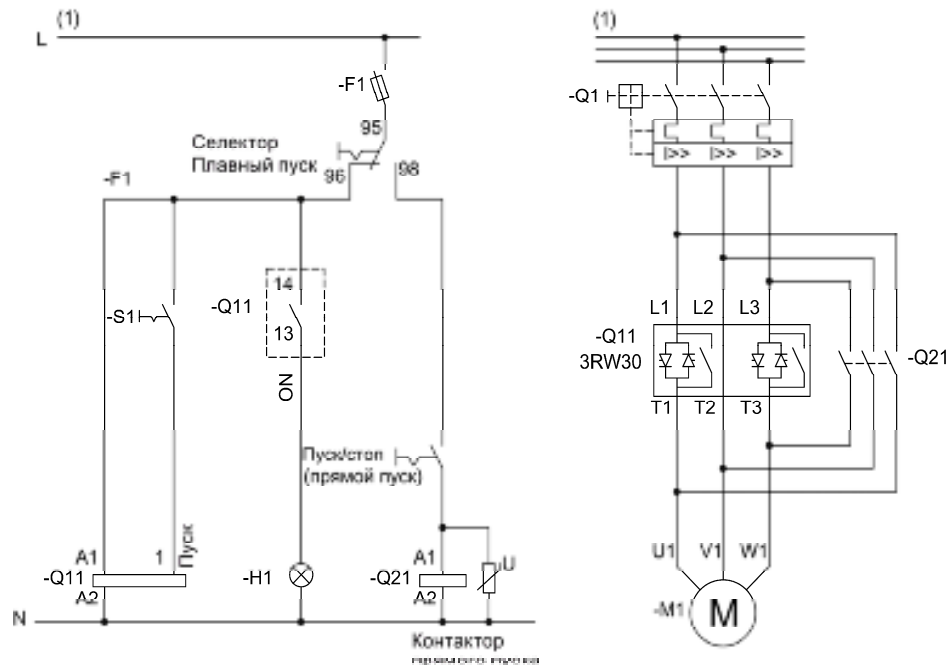 (1)
L
-F1
95
Селектор
Плавный пуск
96
98
-F1
14
-Q11
13
-S1
ON
Пуск/стоп
(прямой пуск)
A1
1
Пуск
-Q11
A2
-H1
A1
-Q21
A2
U
N
Контактор
прямого пуска
(1)
-Q1
I>>
I>>
I>>
L1
L2
L3
-Q11
3RW30
-Q21
T1
T2
T3
U1
V1
W1
-M1
M